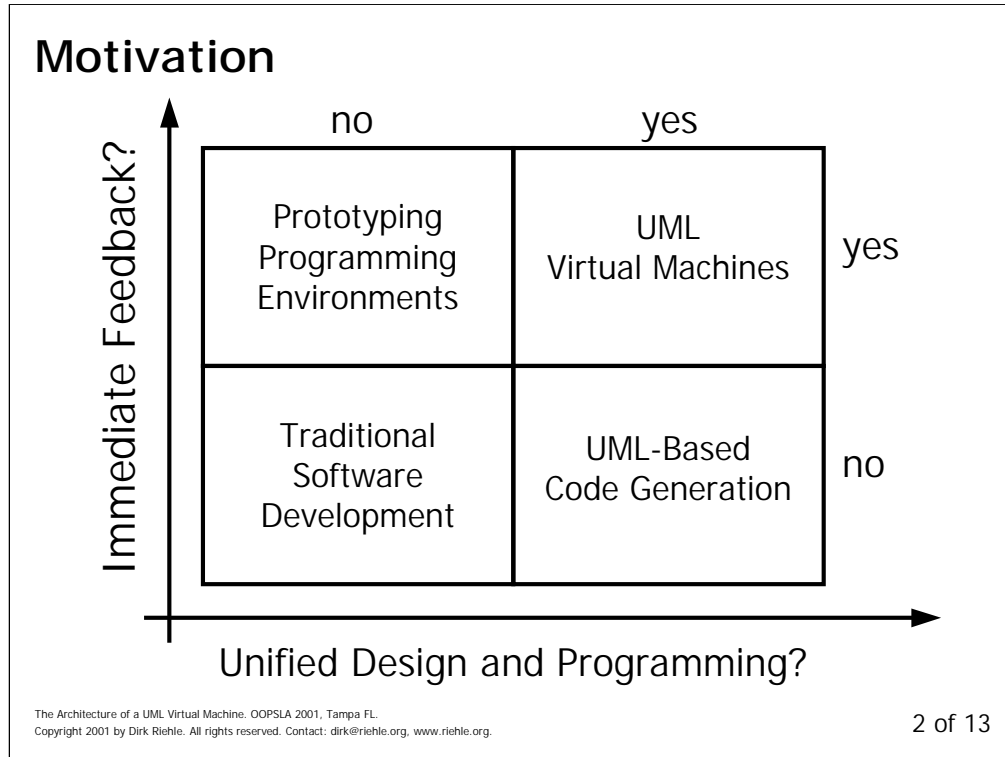 Motivation
no
yes
Immediate Feedback?
Prototyping
Programming
Environments
UML
Virtual Machines
yes
Traditional
Software
Development
UML-Based
Code Generation
no
Unified Design and Programming?
The Architecture of a UML Virtual Machine. OOPSLA 2001, Tampa FL.
Copyright 2001 by Dirk Riehle. All rights reserved. Contact: dirk@riehle.org, www.riehle.org.
2 of 13